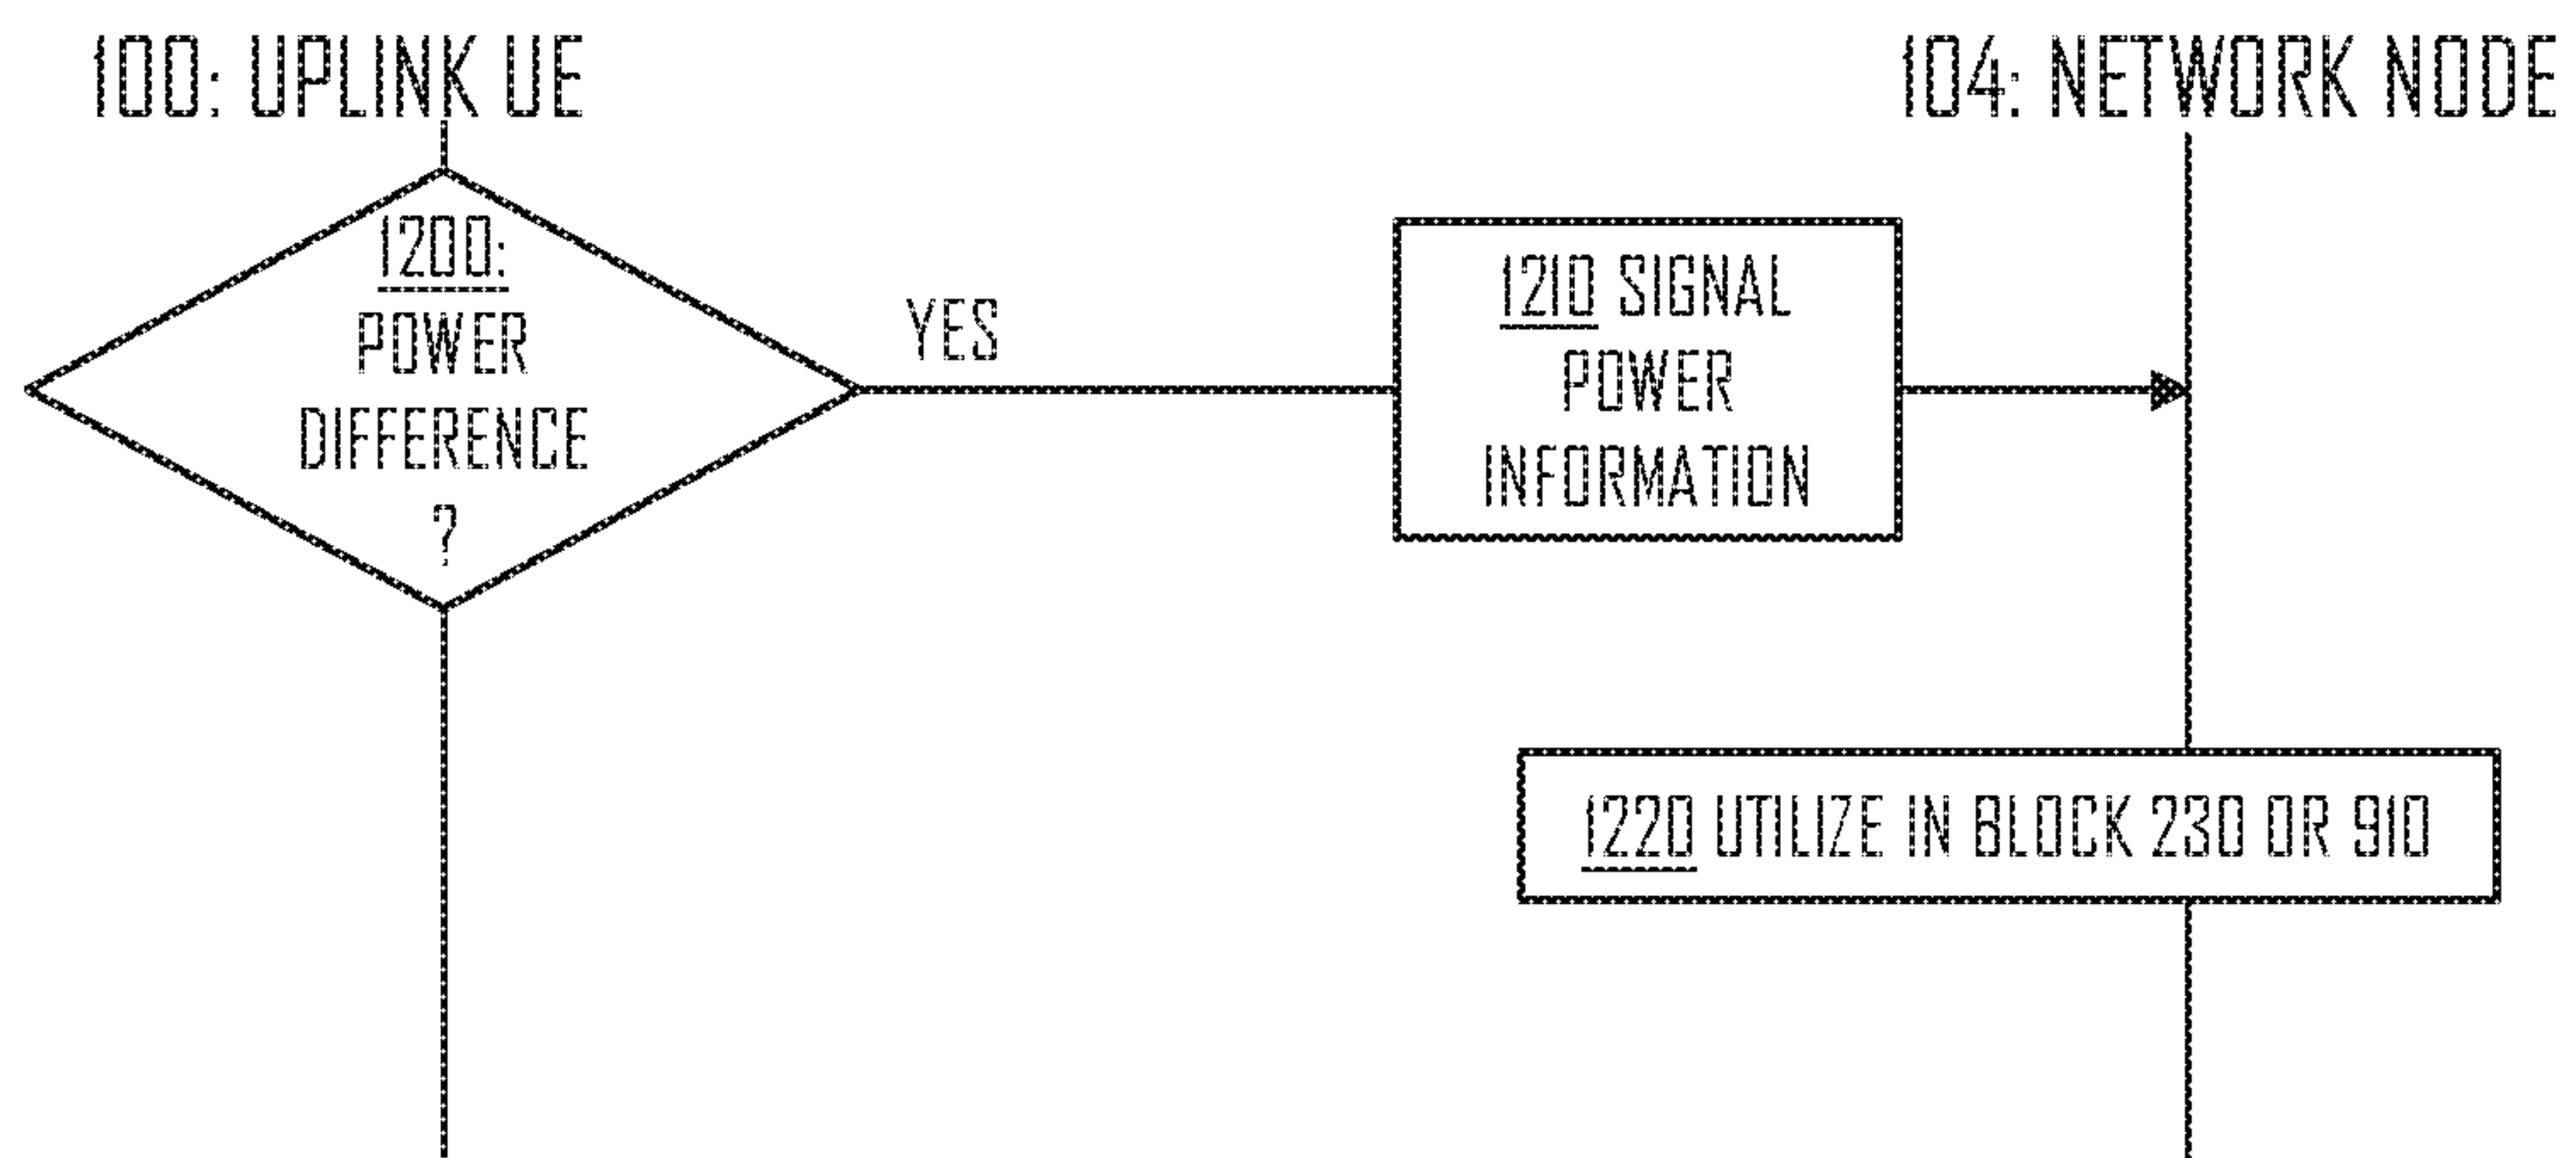 100: UPLINK UE
104: NETWORK NODE
1200:
POWER
DIFFERENCE
?
YES
1210 SIGNAL
POWER
INFORMATION
1220 UTILIZE IN BLOCK 230 OR 910